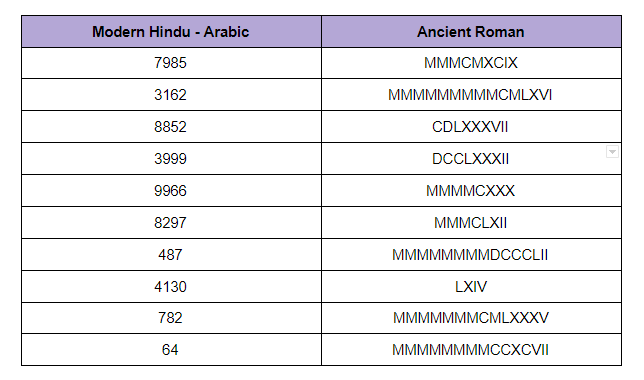 Modern Hindu - Arabic Ancient Roman
7985 MMMCMXCIX
3162 MMMMMMMMMCMLXVI
8852 CDLXXXVII
3999 DCCLXXXII
9966 MMMMCXXX
8297 MMMCLXII
487 MMMMMMMMDCCCLII
4130 LXIV
782 MMMMMMMCMLXXXV
64 MMMMMMMMCCXCVII